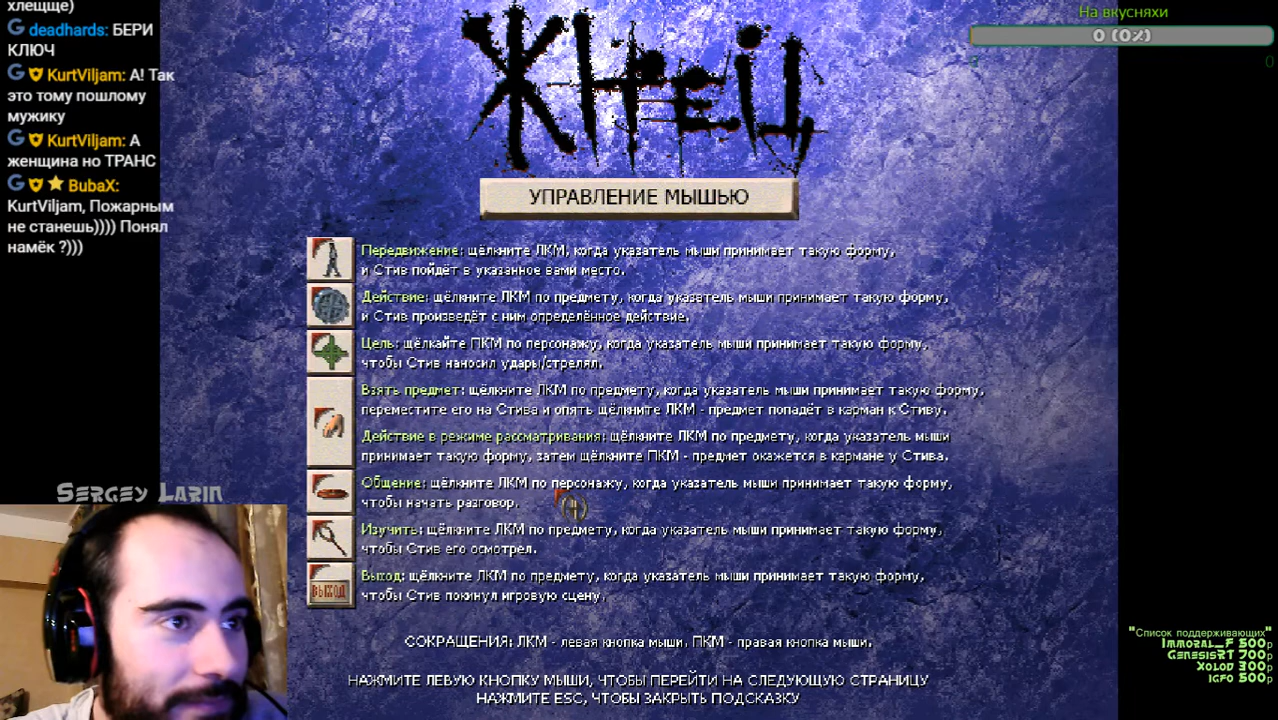 хлещще)
deadhards: БЕРИ
КЛЮЧ
KurtViljam: А! Так
это тому пошлому
мужику
KurtViljam: А
женщина но ТРАНС
BubaX:
KurtViljam, Пожарным
не станешь)))) Понял
намёк ?)))
На вкусняхи
0 (0%)
0
ЖНЕЦ
УПРАВЛЕНИЕ МЫШЬЮ
Передвижение: щёлкните ЛКМ, когда указатель мыши принимает такую форму,
и Стив пойдёт в указанное вами место.
Действие: щёлкните ЛКМ по предмету, когда указатель мыши принимает такую форму,
и Стив произведёт с ним определённое действие.
Цель: щёлкайте ПКМ по персонажу, когда указатель мыши принимает такую форму,
чтобы Стив наносил удары/стрелял.
Взять предмет: щёлкните ЛКМ по предмету, когда указатель мыши принимает такую форму,
переместите его на Стива и опять щёлкните ЛКМ - предмет попадёт в карман к Стиву.
Действие в режиме рассматривания: щёлкните ЛКМ по предмету, когда указатель мыши
принимает такую форму, затем щёлкните ПКМ - предмет окажется в кармане у Стива.
Общение: щёлкните ЛКМ по персонажу, когда указатель мыши принимает такую форму,
чтобы начать разговор.
Изучить: щёлкните ЛКМ по предмету, когда указатель мыши принимает такую форму,
чтобы Стив его осмотрел.
ВЫХОД
Выход: щёлкните ЛКМ по предмету, когда указатель мыши принимает такую форму,
чтобы Стив покинул игровую сцену.
СОКРАЩЕНИЯ: ЛКМ - левая кнопка мыши, ПКМ - правая кнопка мыши.
НАЖМИТЕ ЛЕВУЮ КНОПКУ МЫШИ, ЧТОБЫ ПЕРЕЙТИ НА СЛЕДУЮЩУЮ СТРАНИЦУ
НАЖМИТЕ ESC, ЧТОБЫ ЗАКРЫТЬ ПОДСКАЗКУ
Sergey Larin
"Список поддерживающих"
Immoral_F 500р
GenesisRT 700р
Xolod 300р
igfo 500р